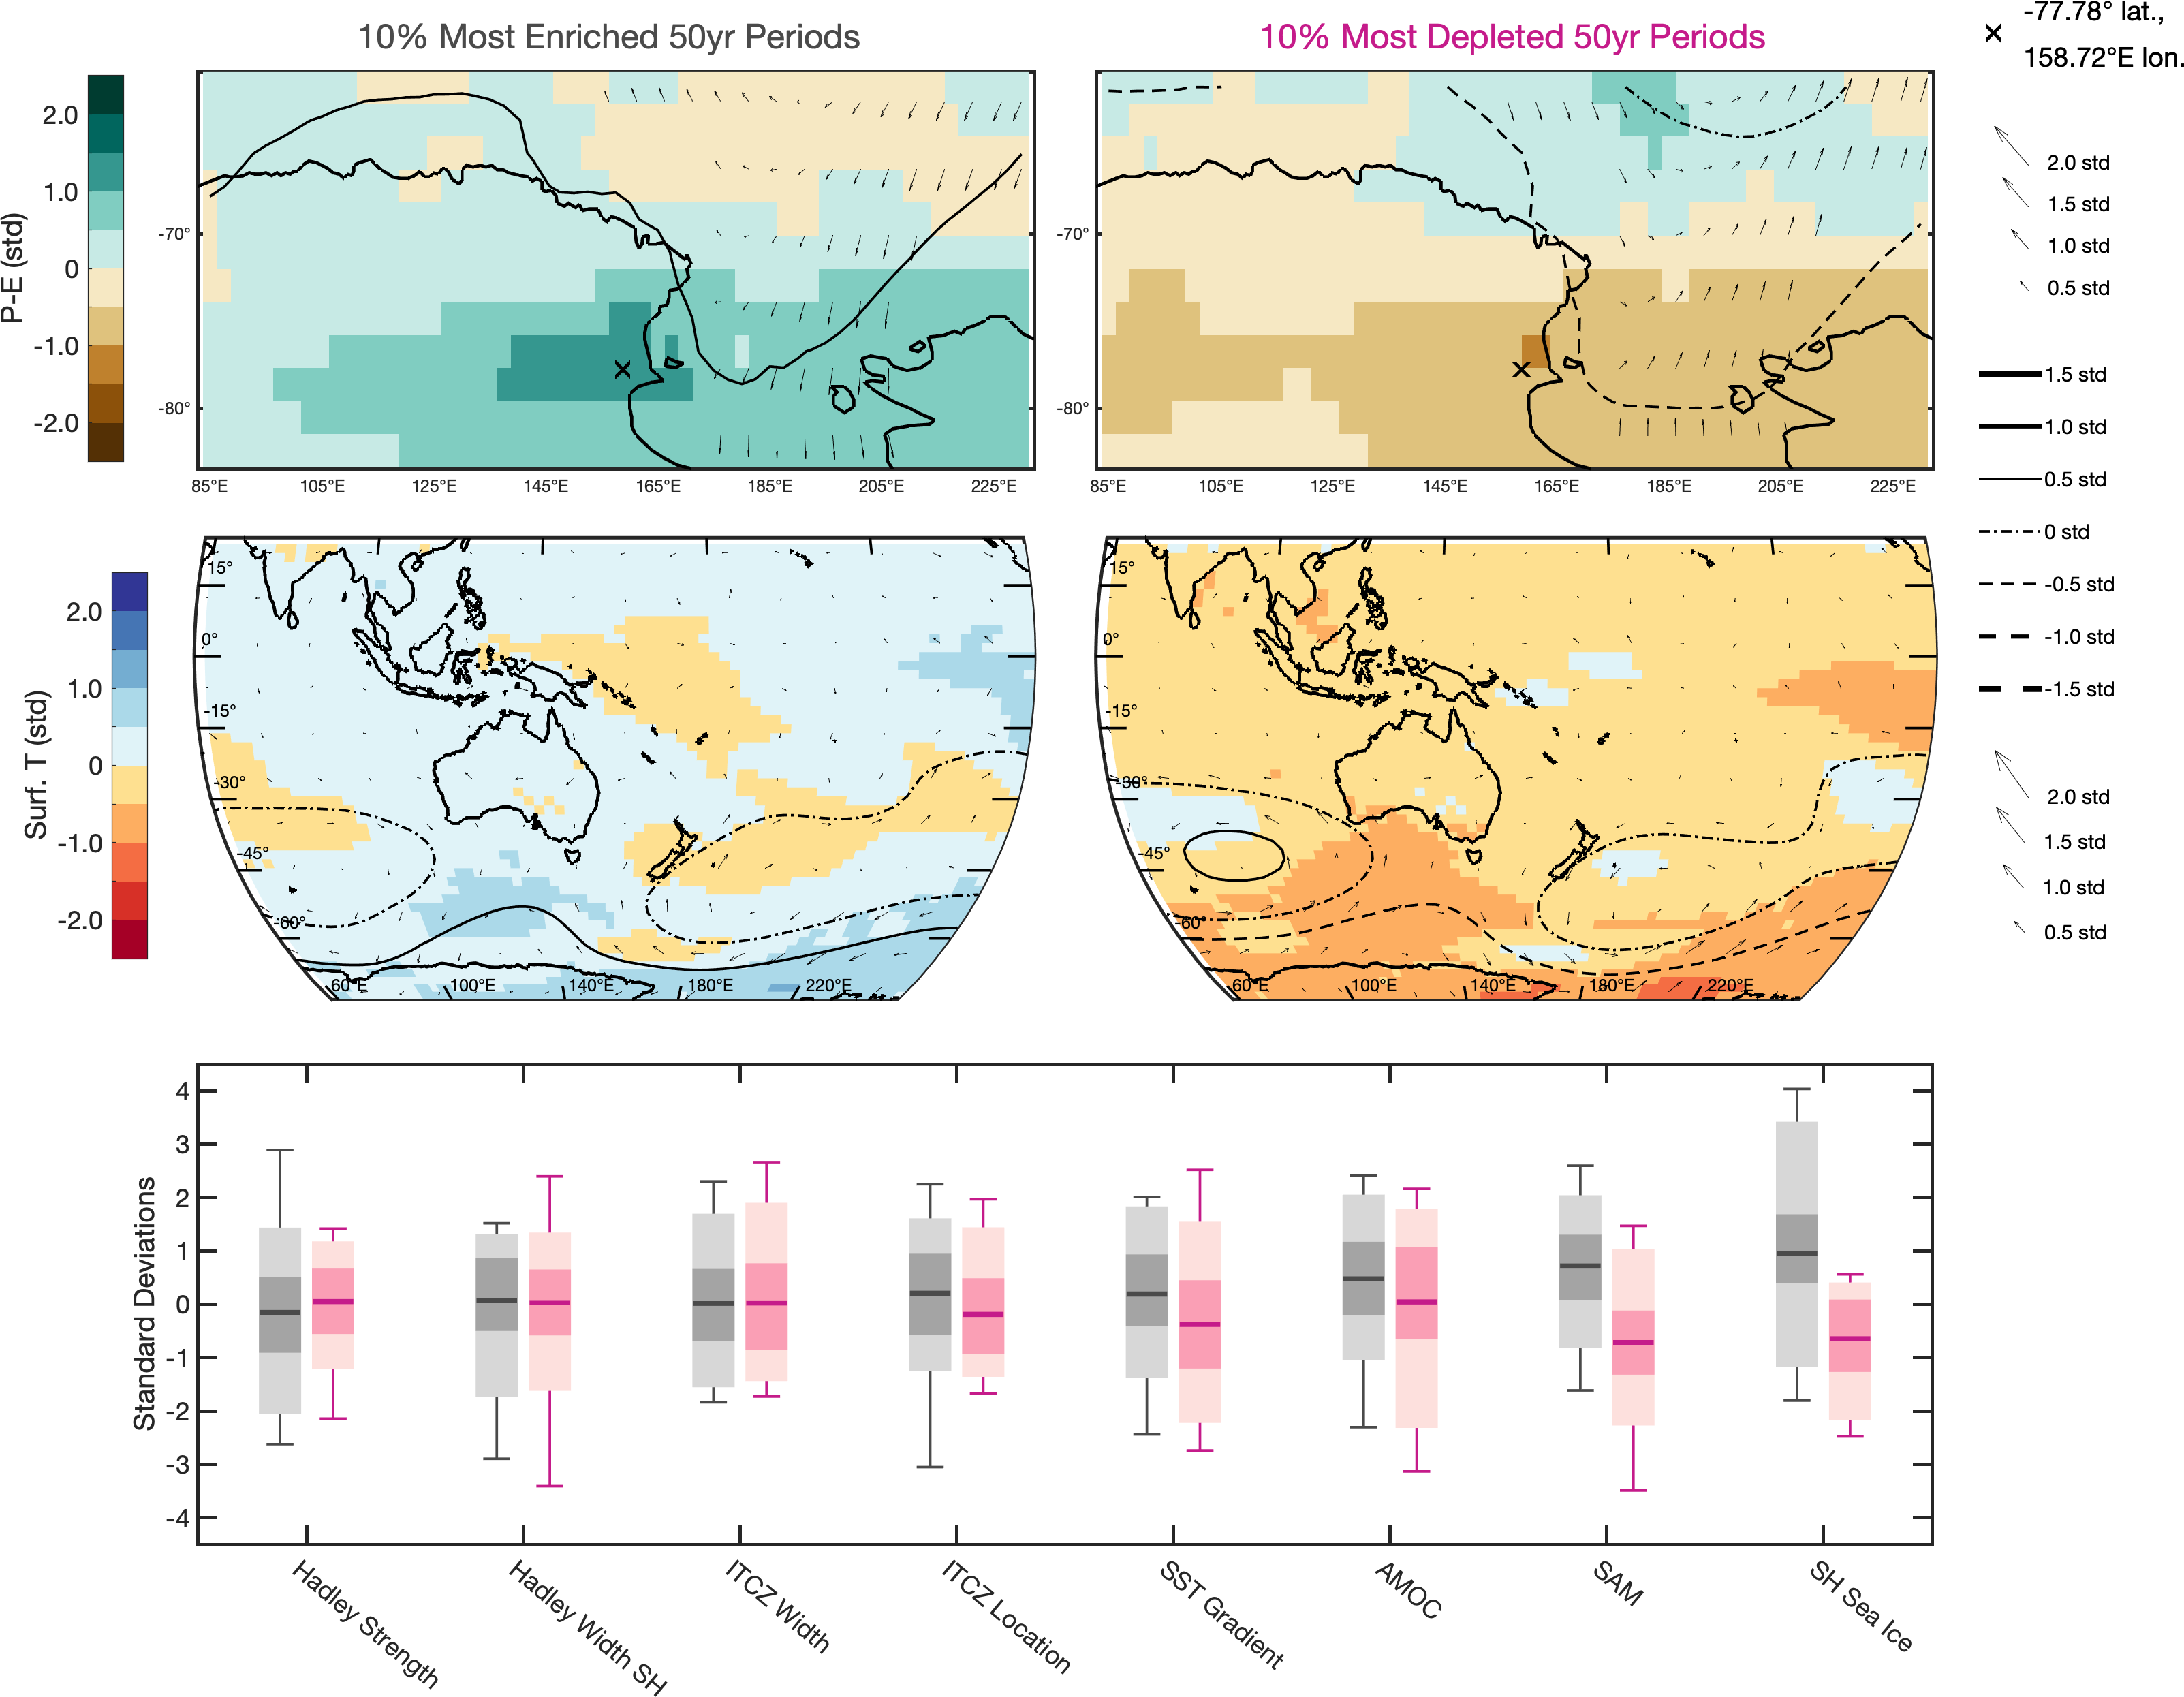 10% Most Enriched 50yr Periods
10% Most Depleted 50yr Periods
-77.78° lat.,
158.72°E lon.
P-E (std)
2.0
1.0
0
-1.0
-2.0
-70°
-80°
85°E 105°E 125°E 145°E 165°E 185°E 205°E 225°E
-70°
-80°
85°E 105°E 125°E 145°E 165°E 185°E 205°E 225°E
2.0 std
1.5 std
1.0 std
0.5 std
1.5 std
1.0 std
0.5 std
0 std
-0.5 std
-1.0 std
-1.5 std
2.0 std
1.5 std
1.0 std
0.5 std
Surf. T (std)
2.0
1.0
0
-1.0
-2.0
15°
0°
-15°
-30°
-45°
-60°
60°E 100°E 140°E 180°E 220°E
15°
0°
-15°
-30°
-45°
-60°
60°E 100°E 140°E 180°E 220°E
Standard Deviations
4
3
2
1
0
-1
-2
-3
-4
Hadley Strength
Hadley Width SH
ITCZ Width
ITCZ Location
SST Gradient
AMOC
SAM
SH Sea Ice